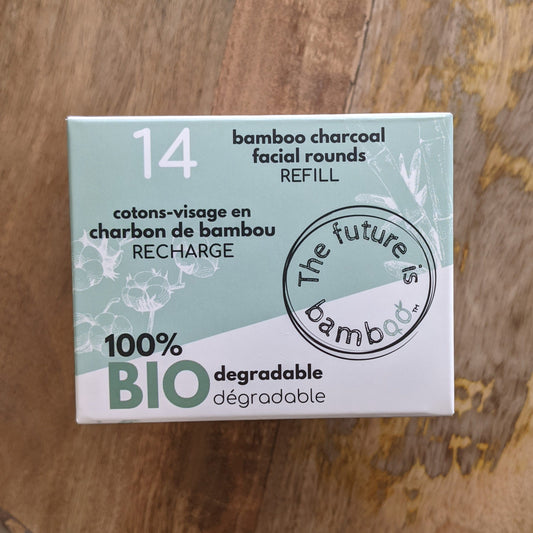 14
bamboo charcoal
facial rounds
REFILL
cotons-visage en
charbon de bambou
RECHARGE
The future is
bamboo™
100%
BIO degradable
dégradable